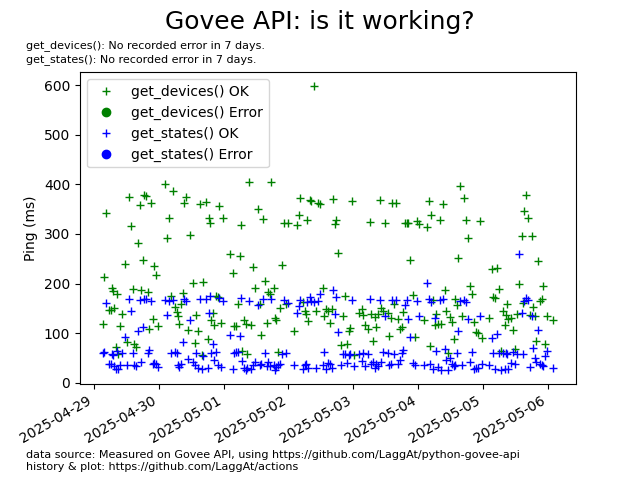 Govee API: is it working?
get_devices(): No recorded error in 7 days.
get_states(): No recorded error in 7 days.
get_devices() OK
get_devices() Error
get_states() OK
get_states() Error
Ping (ms)
600
500
400
300
200
100
0
2025-04-29
2025-04-30
2025-05-01
2025-05-02
2025-05-03
2025-05-04
2025-05-05
2025-05-06
data source: Measured on Govee API, using https://github.com/LaggAt/python-govee-api
history & plot: https://github.com/LaggAt/actions